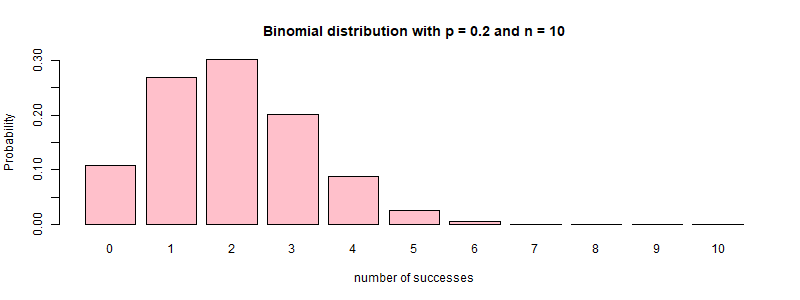 Binomial distribution with p = 0.2 and n = 10
Probability
0.30
0.20
0.10
0.00
0 1 2 3 4 5 6 7 8 9 10
number of successes